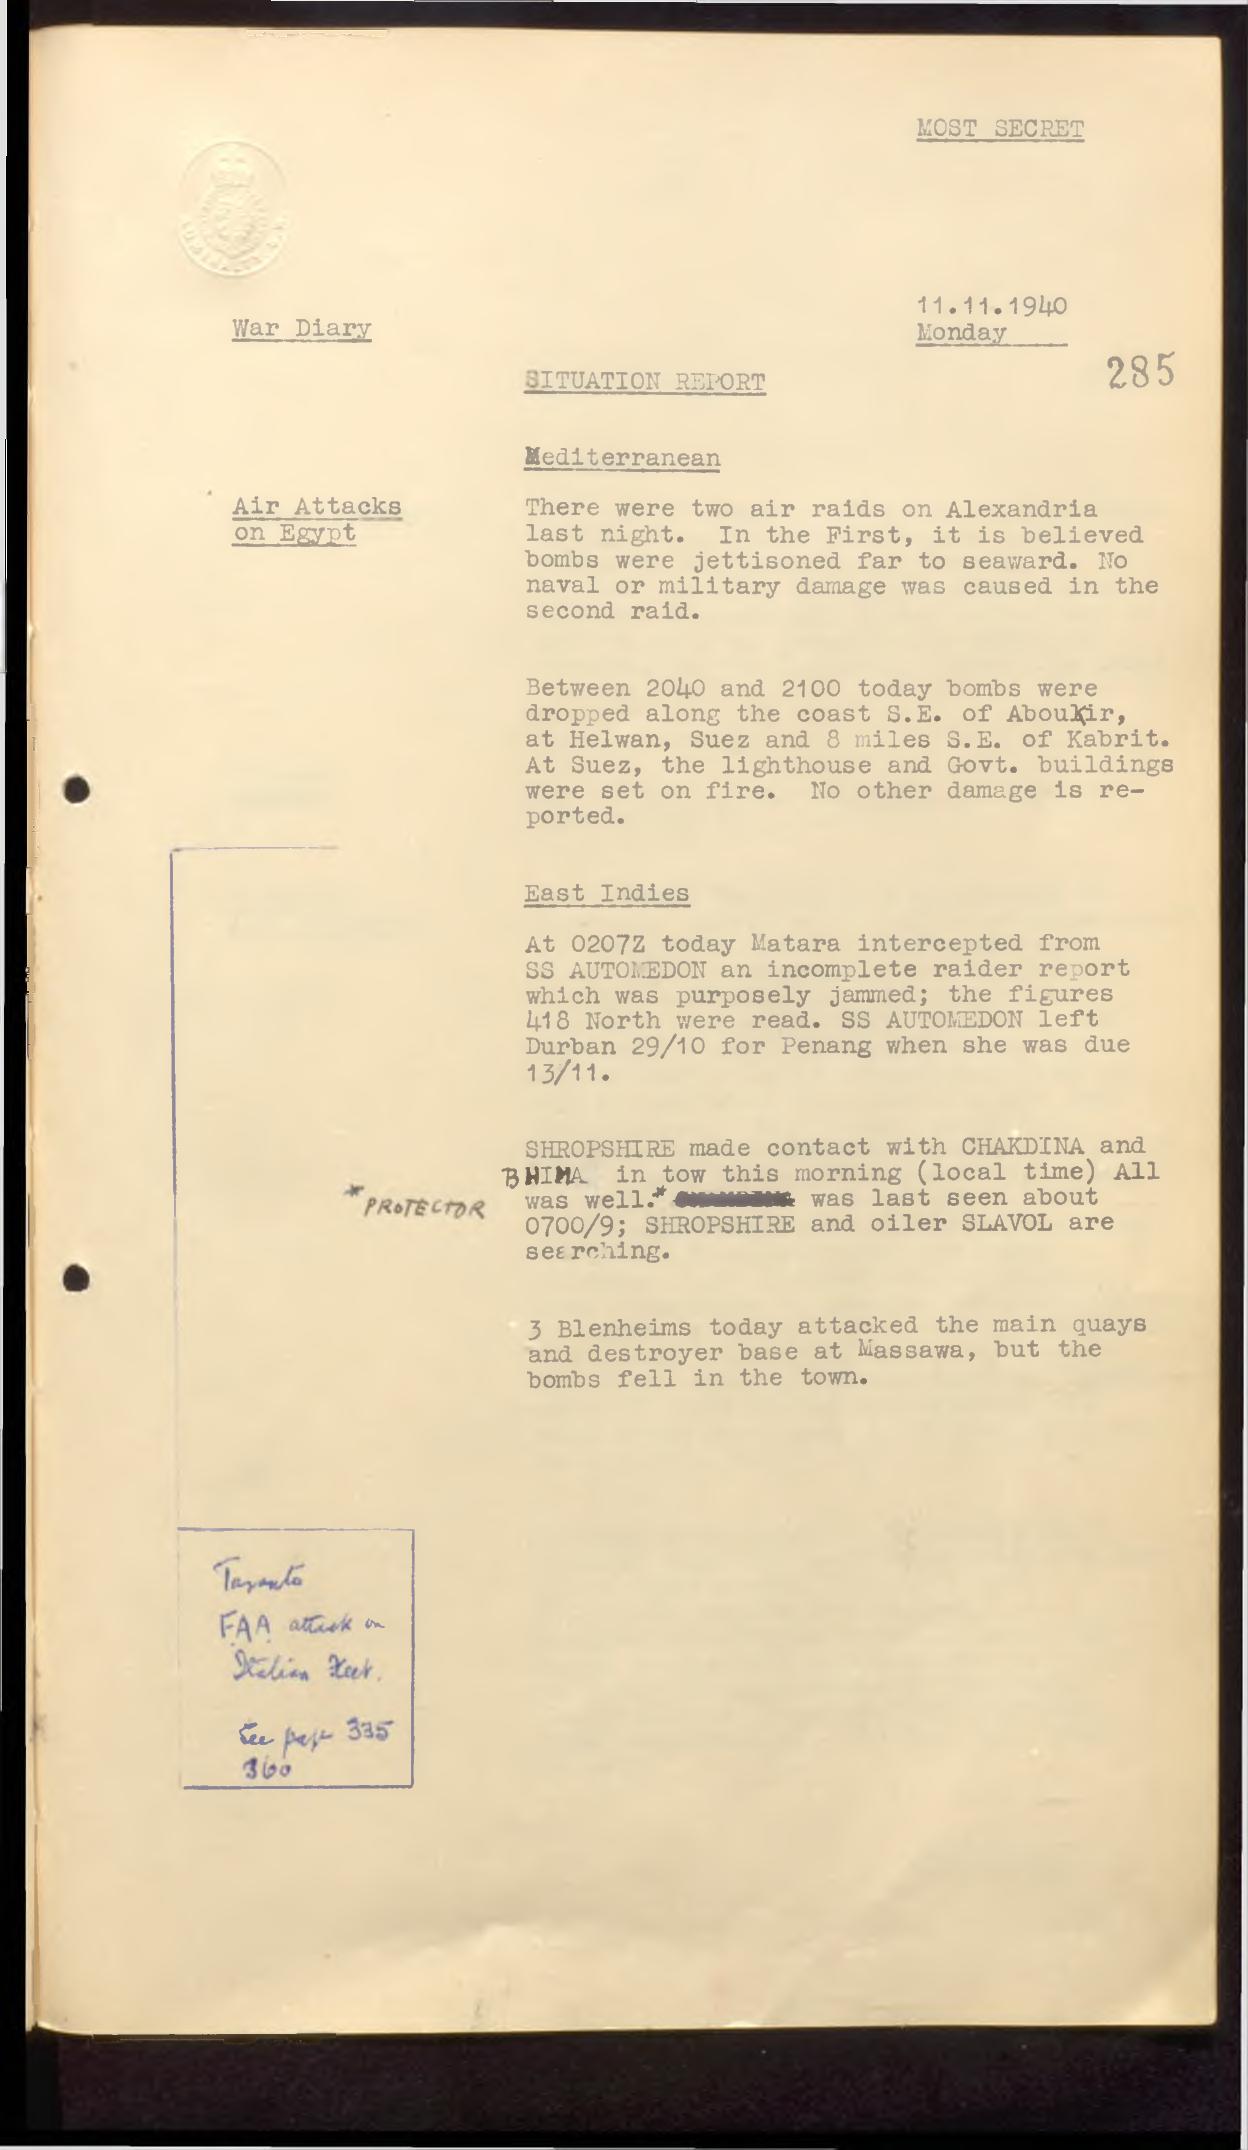 MOST SECRET
11.11.1940
War Diary
Monday
285
SITUATION REPORT
Mediterranean
Air Attacks
on Egypt
There were two air raids on Alexandria
last night. In the First, it is believed
bombs were jettisoned far to seaward. No
naval or military damage was caused in the
second raid.
Between 2040 and 2100 today bombs were
dropped along the coast S.E. of Aboukir,
at Helwan, Suez and 8 miles S.E. of Kabrit.
At Suez, the lighthouse and Govt. buildings
were set on fire. No other damage is re-
ported.
East Indies
At 0207Z today Matara intercepted from
SS AUTOMEDON an incomplete raider report
which was purposely jammed; the figures
418 North were read. SS AUTOMEDON left
Durban 29/10 for Penang when she was due
13/11.
SHROPSHIRE made contact with CHAKDINA and
BHIMA in tow this morning (local time) All
was well.* was last seen about
* PROTECTOR
0700/9; SHROPSHIRE and oiler SLAVOL are
searching.
3 Blenheims today attacked the main quays
and destroyer base at Massawa, but the
bombs fell in the town.
Taranto
FAA attack on
Italian Fleet.
See page 335
360